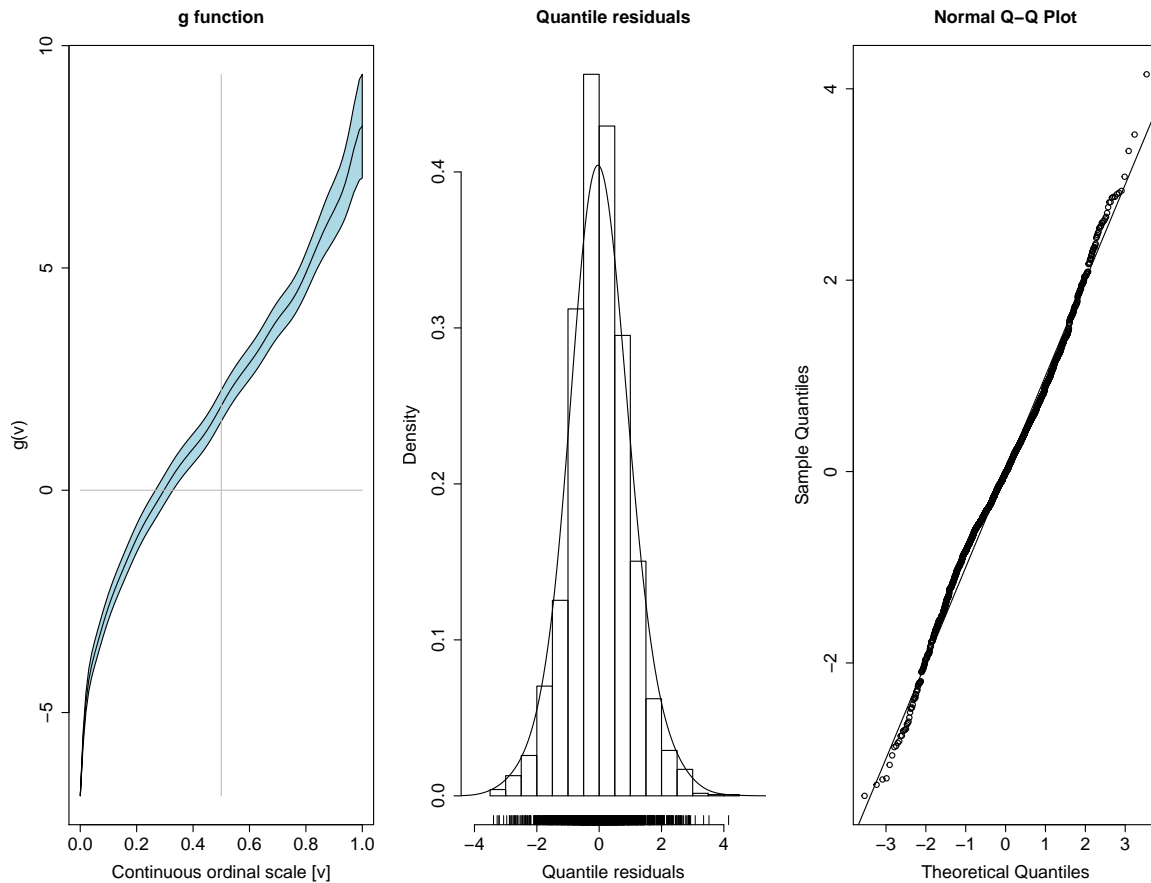 g function
10
5
0
−5
g(v)
0.0 0.2 0.4 0.6 0.8 1.0
Continuous ordinal scale [v]
Quantile residuals
0.4
0.3
0.2
0.1
0.0
Density
−4 −2 0 2 4
Quantile residuals
Normal Q−Q Plot
4
2
0
−2
Sample Quantiles
−3 −2 −1 0 1 2 3
Theoretical Quantiles